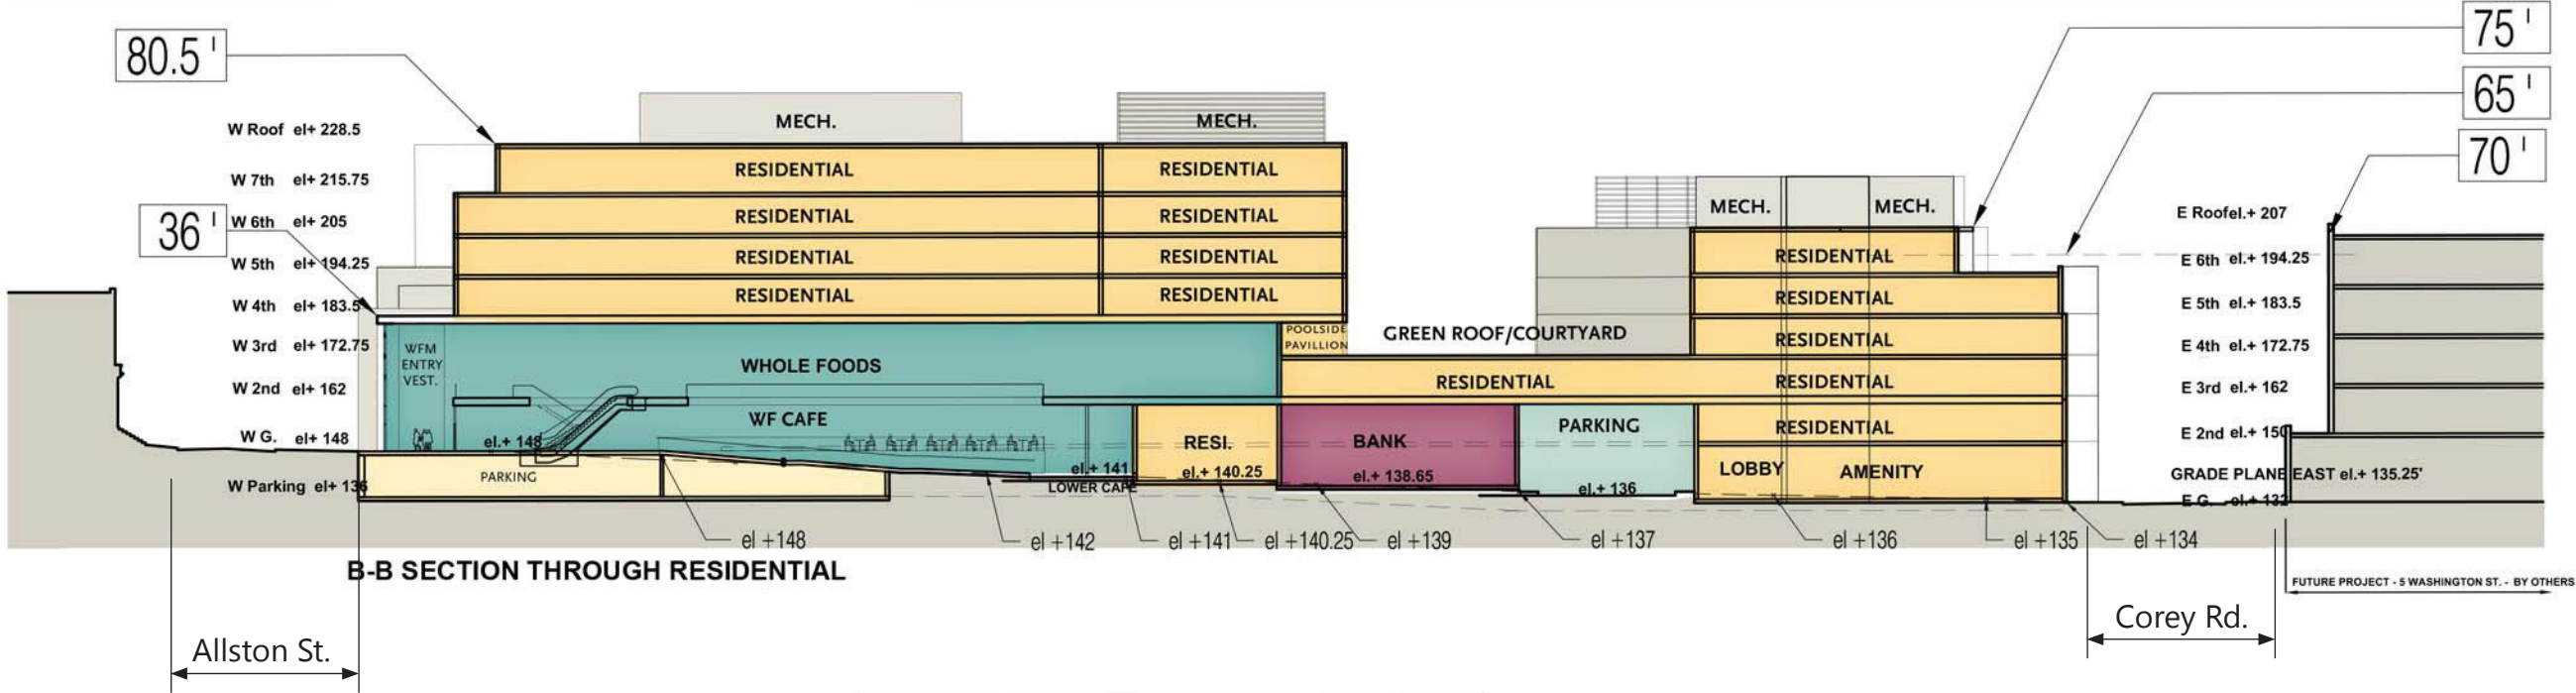 80.5 '
75 '
65 '
70 '
36 '
W Roof el+ 228.5
W 7th el+ 215.75
W 6th el+ 205
W 5th el+ 194.25
W 4th el+ 183.5
W 3rd el+ 172.75
W 2nd el+ 162
W G. el+ 148
W Parking el+ 136
MECH.
MECH.
RESIDENTIAL RESIDENTIAL
RESIDENTIAL RESIDENTIAL
RESIDENTIAL RESIDENTIAL
RESIDENTIAL RESIDENTIAL
WFM
ENTRY
VEST.
WHOLE FOODS
WF CAFE
el.+ 148
PARKING
el.+ 141
LOWER CAFE
POOLSIDE
PAVILLION
GREEN ROOF/COURTYARD
RESIDENTIAL RESIDENTIAL
RESI.
el.+ 140.25
BANK
el.+ 138.65
PARKING
el.+ 136
MECH. MECH.
RESIDENTIAL
RESIDENTIAL
RESIDENTIAL
RESIDENTIAL
LOBBY AMENITY
E Roofel.+ 207
E 6th el.+ 194.25
E 5th el.+ 183.5
E 4th el.+ 172.75
E 3rd el.+ 162
E 2nd el.+ 150
GRADE PLANE EAST el.+ 135.25'
E G. el.+ 132
el +148
el +142
el +141
el +140.25
el +139
el +137
el +136
el +135
el +134
B-B SECTION THROUGH RESIDENTIAL
FUTURE PROJECT - 5 WASHINGTON ST. - BY OTHERS
Allston St.
Corey Rd.